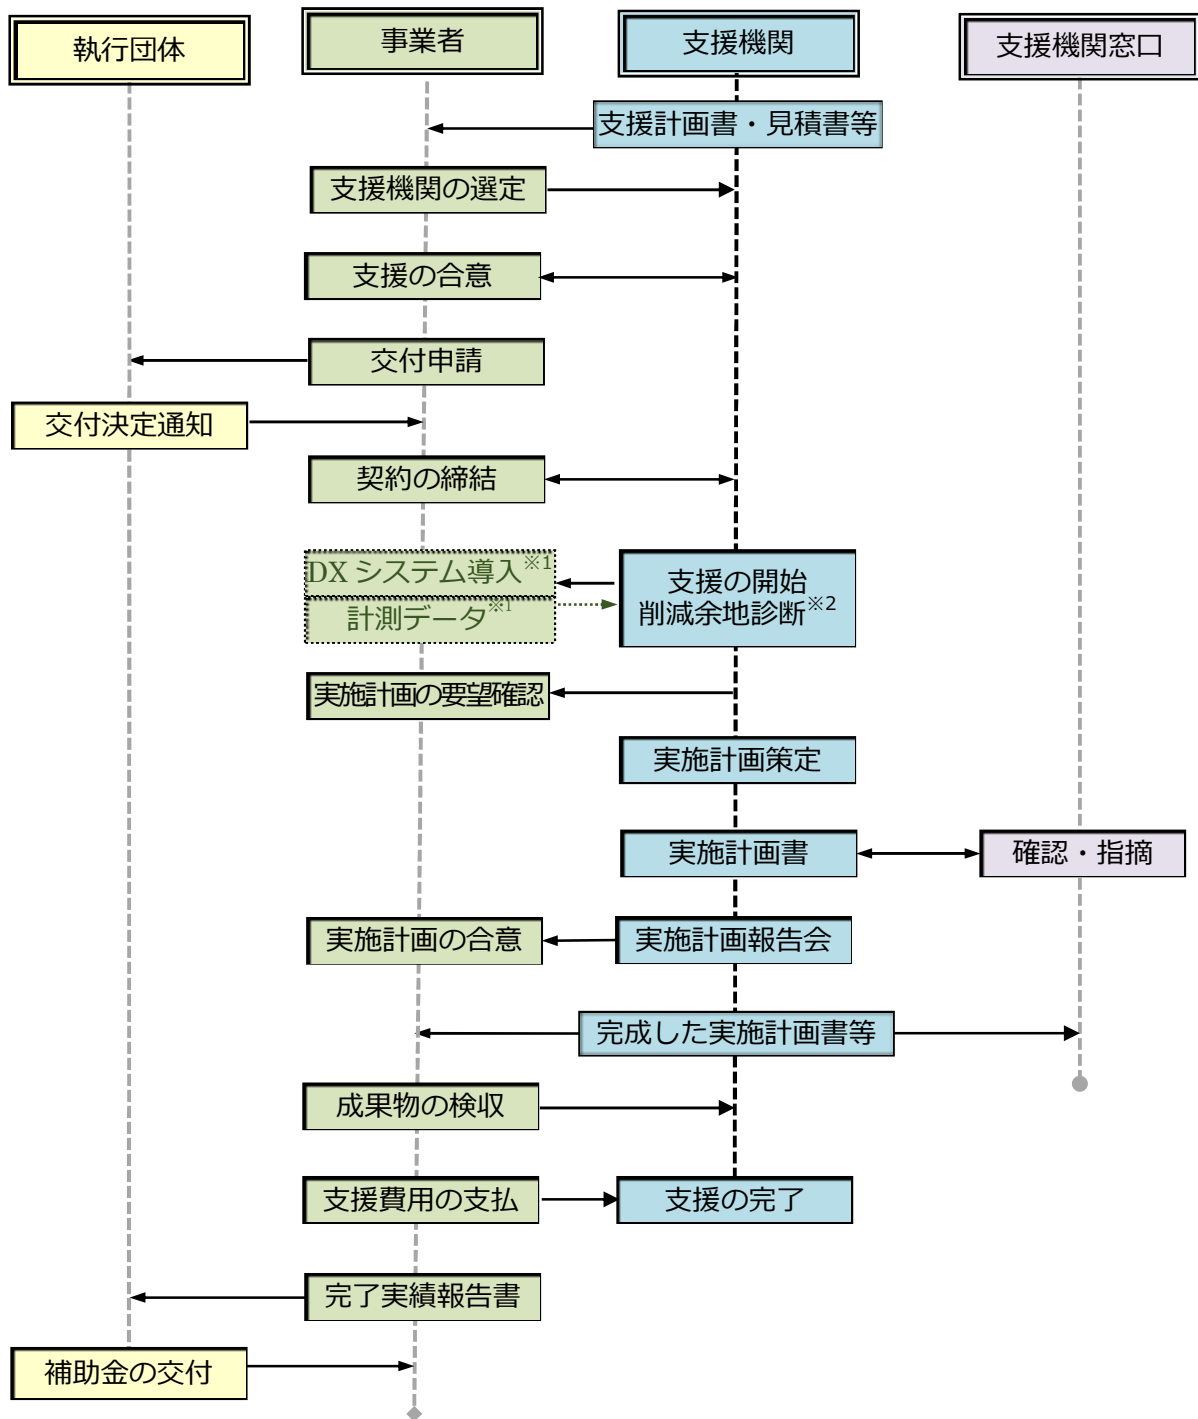 執行団体
事業者
支援機関
支援機関窓口
支援計画書・見積書等
支援機関の選定
支援の合意
交付申請
交付決定通知
契約の締結
DX システム導入※1
計測データ※1
支援の開始
削減余地診断※2
実施計画の要望確認
実施計画策定
実施計画書
確認・指摘
実施計画の合意
実施計画報告会
完成した実施計画書等
成果物の検収
支援費用の支払
支援の完了
完了実績報告書
補助金の交付